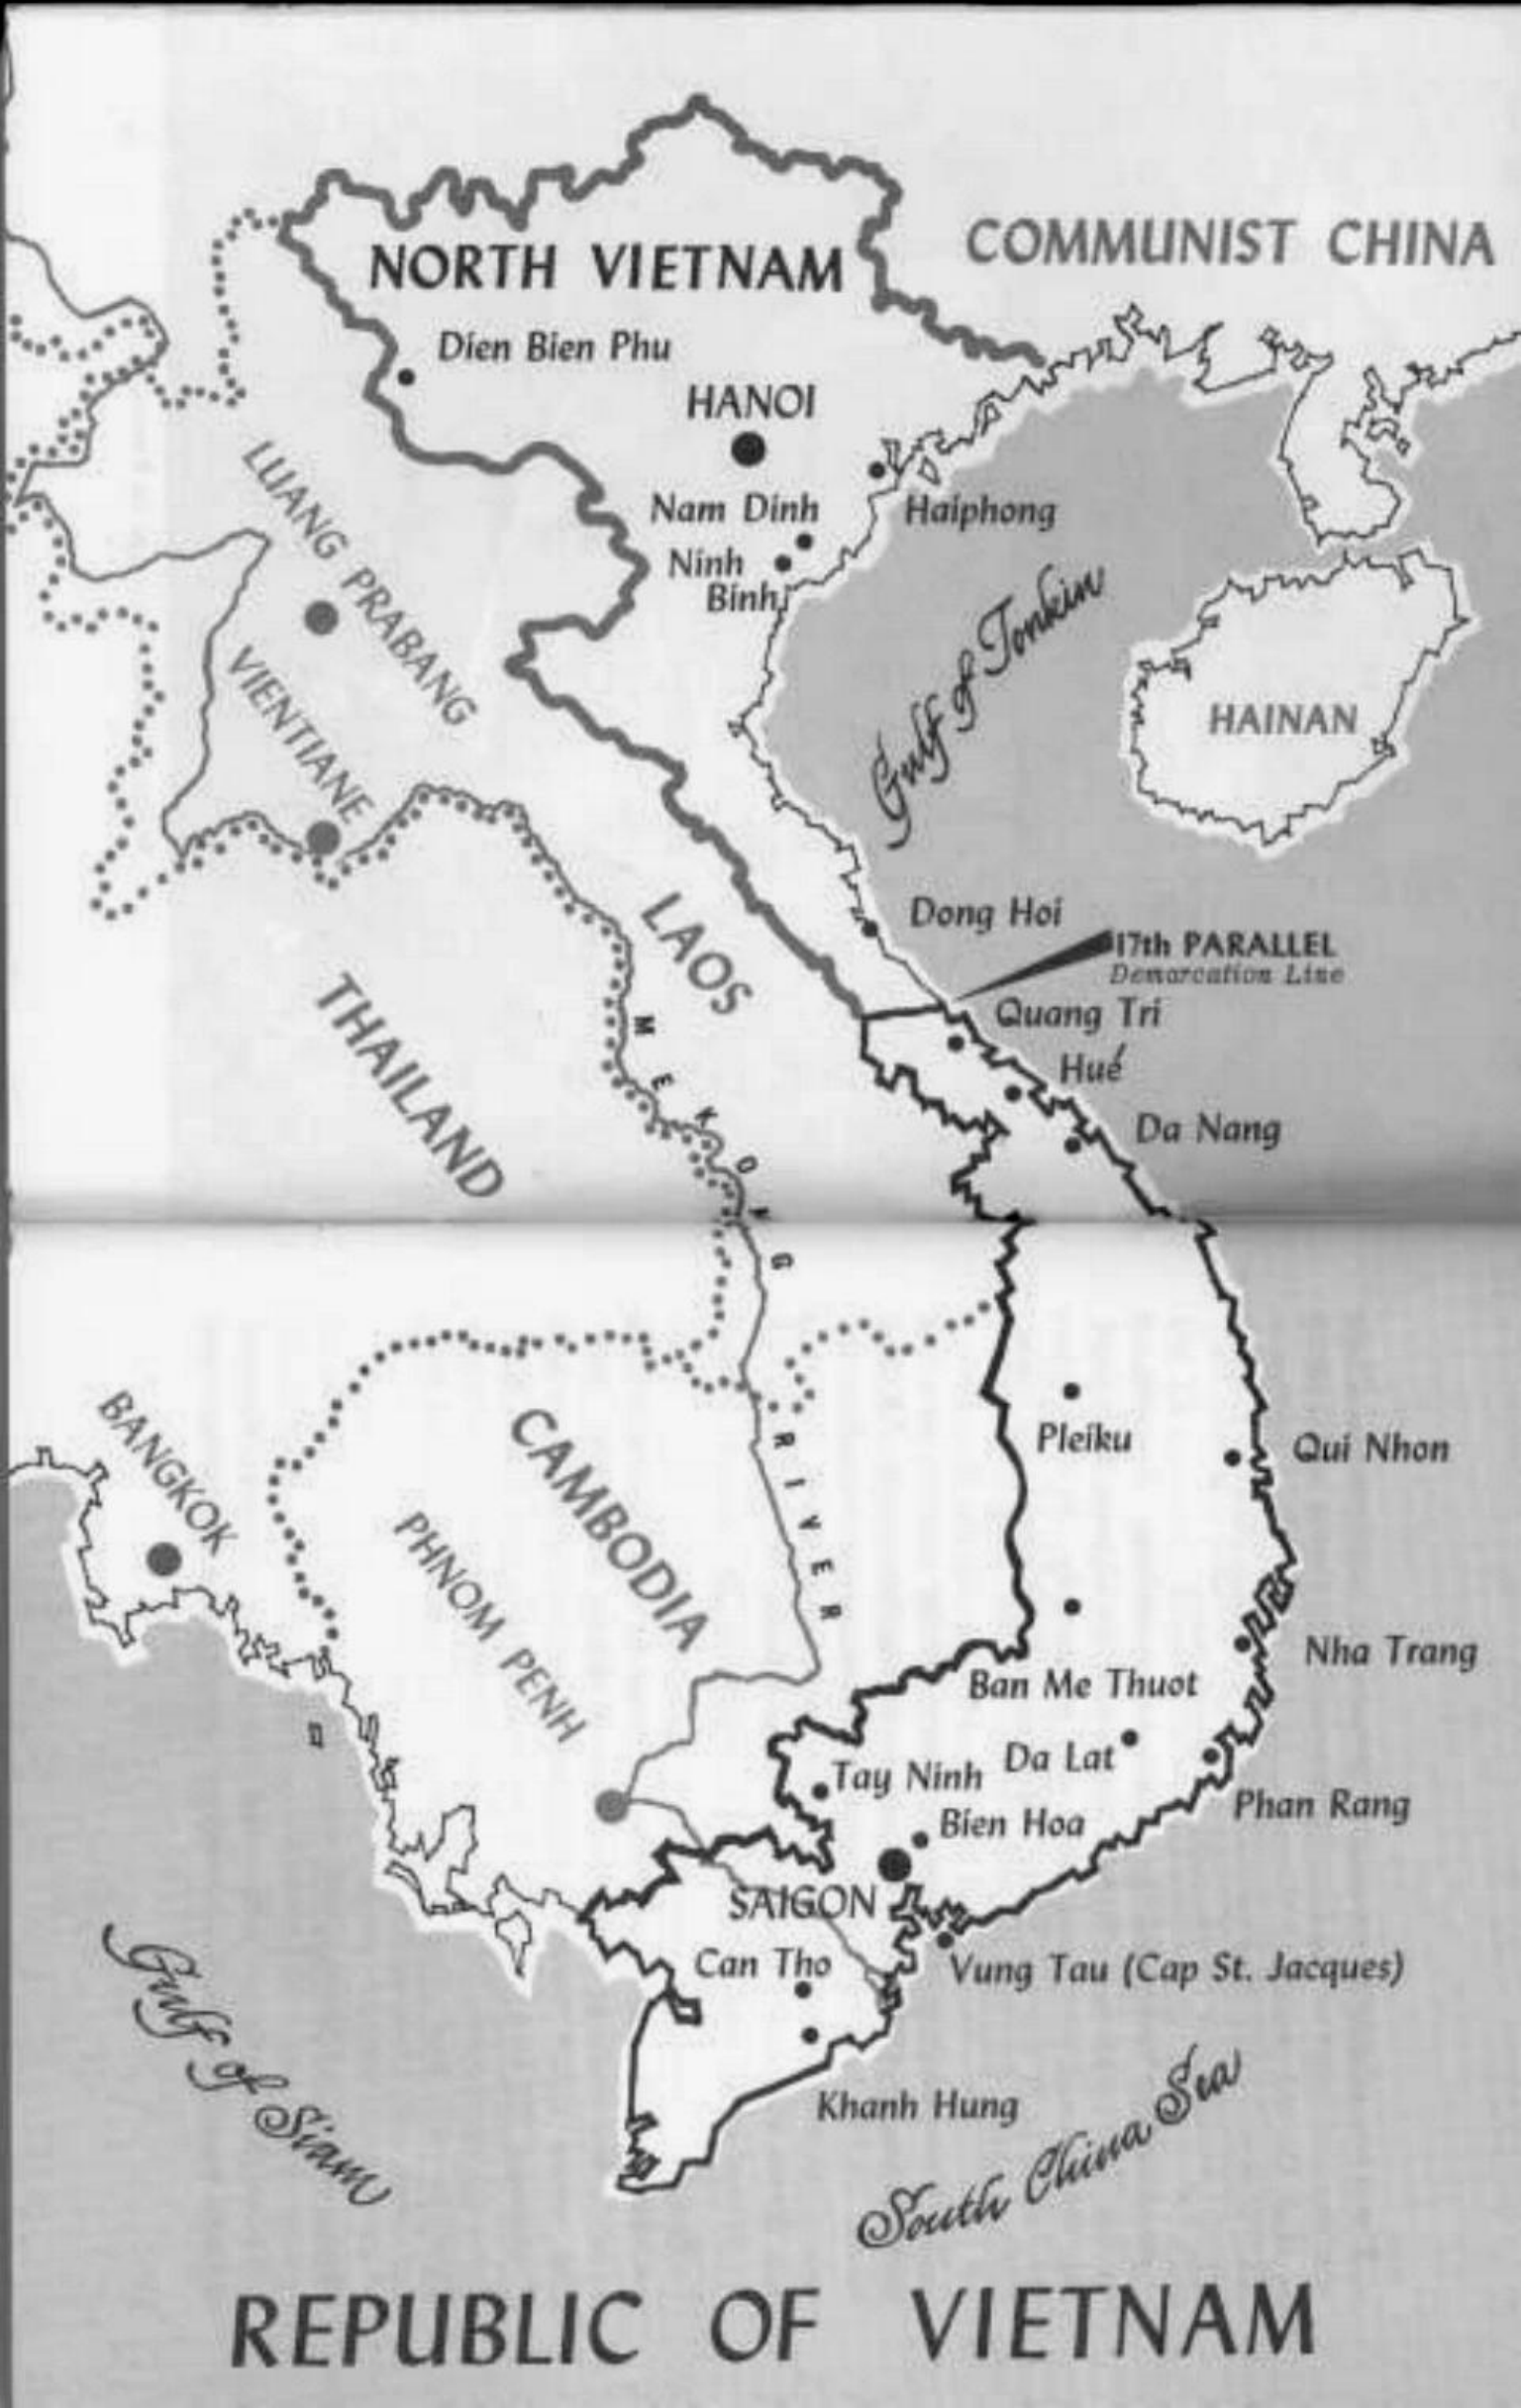 NORTH VIETNAM
COMMUNIST CHINA
Dien Bien Phu
HANOI
LUANG PRABANG
Nam Dinh
Haiphong
Ninh
Binh
Gulf of Tonkin
VIENTIANE
HAINAN
LAOS
Dong Hoi
17th PARALLEL
Demarcation Line
THAILAND
Quang Tri
Hué
Da Nang
MEKONG
RIVER
BANGKOK
CAMBODIA
Pleiku
Qui Nhon
PHNOM PENH
Nha Trang
Ban Me Thuot
Da Lat
Tay Ninh
Phan Rang
Bien Hoa
SAIGON
Can Tho
Vung Tau (Cap St. Jacques)
Gulf of Siam
Khanh Hung
South China Sea
REPUBLIC OF VIETNAM